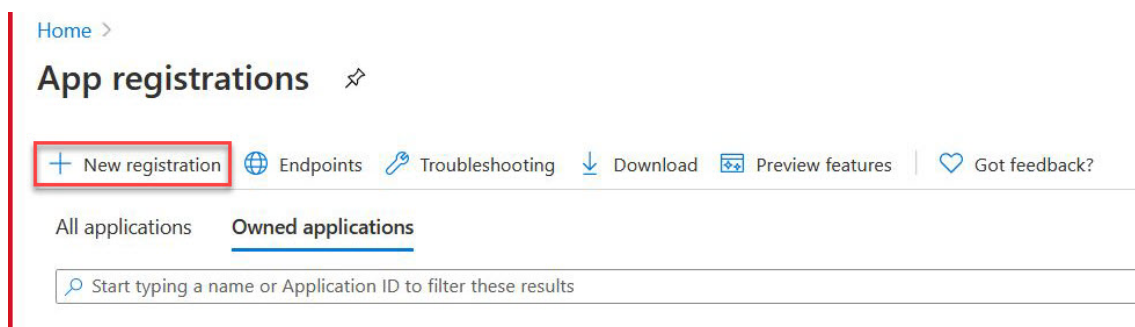 Home >
App registrations
New registration Endpoints Troubleshooting Download Preview features Got feedback?
All applications Owned applications
Start typing a name or Application ID to filter these results